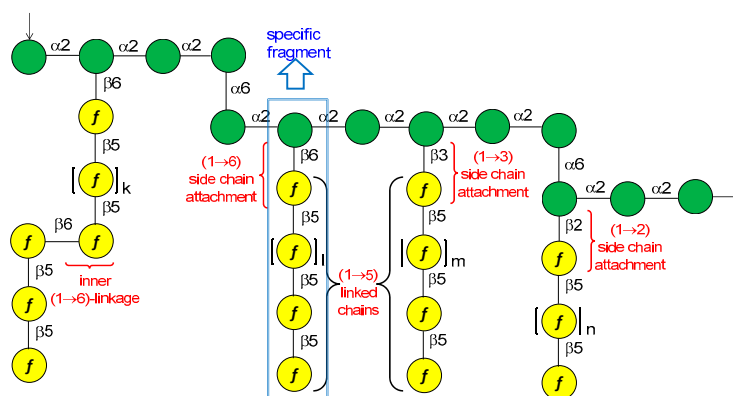 specific
fragment
α2 α2 α2
β6 α6
f α2 α2 α2 α2 α2
β5 (1→6) β6 β3 (1→3) α6
[f]k side chain side chain
attachment f f attachment
β5 β5 β5 α2 α2
β6 β2
f f [f]l (1→5) [f]m (1→2)
β5 inner linked side chain
(1→6)-linkage chains f attachment
f β5 β5 β5
f f [f]n
β5 β5 β5 β5
f f f f